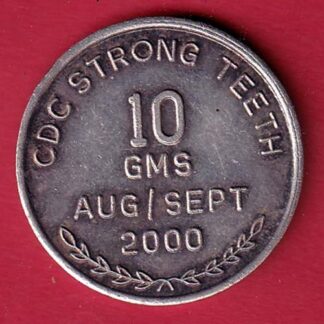 CDC STRONG TEETH
10
GMS
AUG/SEPT
2000